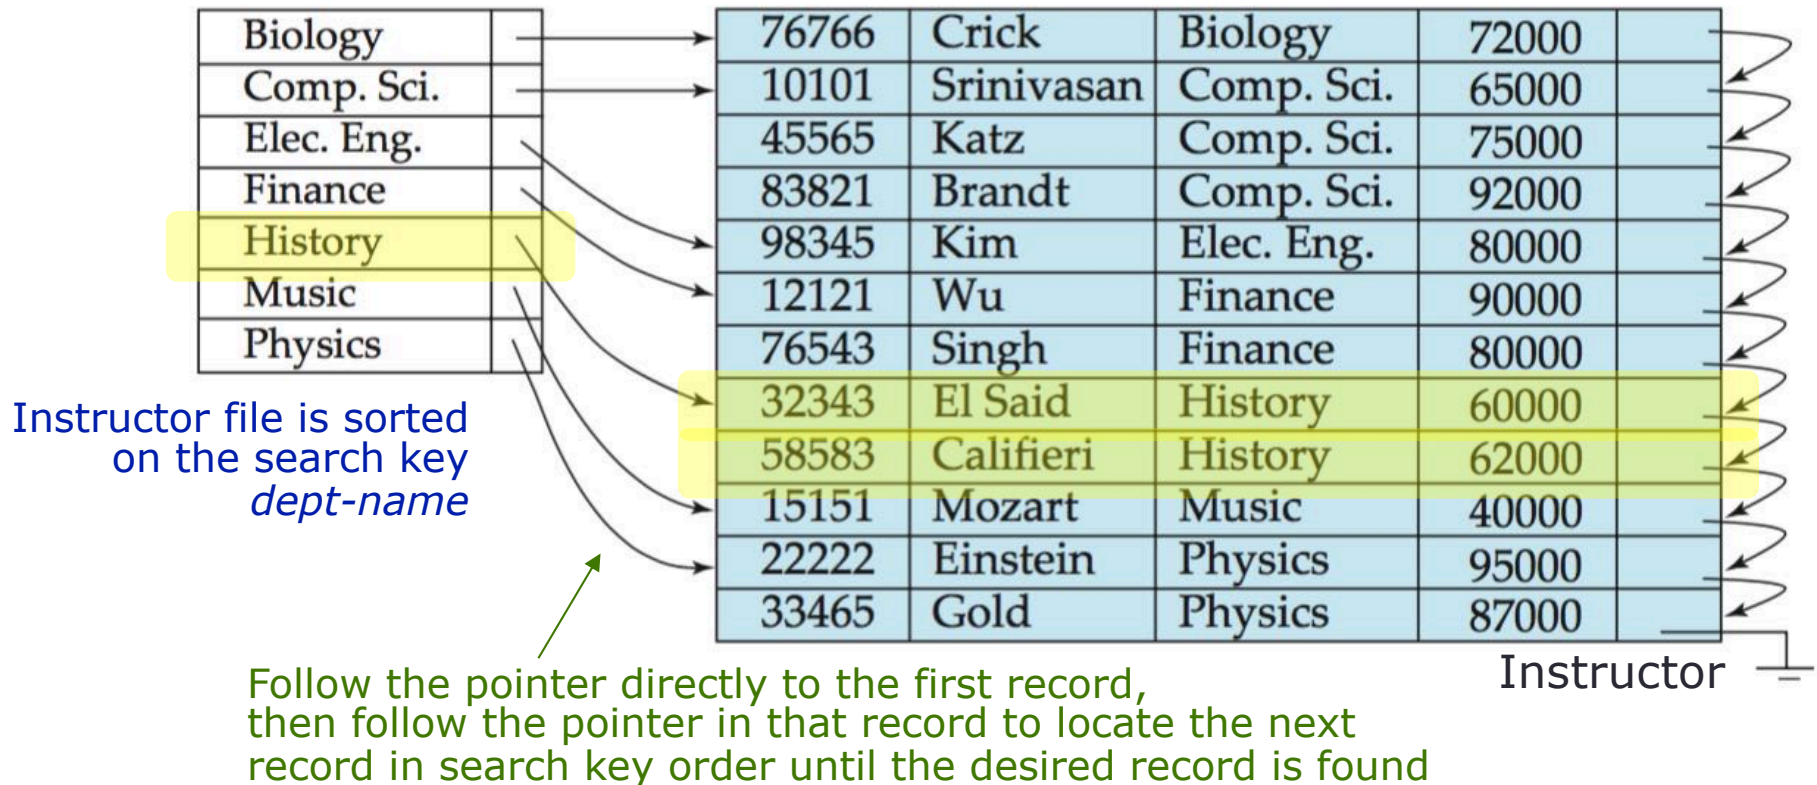 Biology
Comp. Sci.
Elec. Eng.
Finance
History
Music
Physics
76766 Crick Biology 72000
10101 Srinivasan Comp. Sci. 65000
45565 Katz Comp. Sci. 75000
83821 Brandt Comp. Sci. 92000
98345 Kim Elec. Eng. 80000
12121 Wu Finance 90000
76543 Singh Finance 80000
32343 El Said History 60000
58583 Califieri History 62000
15151 Mozart Music 40000
22222 Einstein Physics 95000
33465 Gold Physics 87000
Instructor file is sorted
on the search key
dept-name
Instructor
Follow the pointer directly to the first record,
then follow the pointer in that record to locate the next
record in search key order until the desired record is found